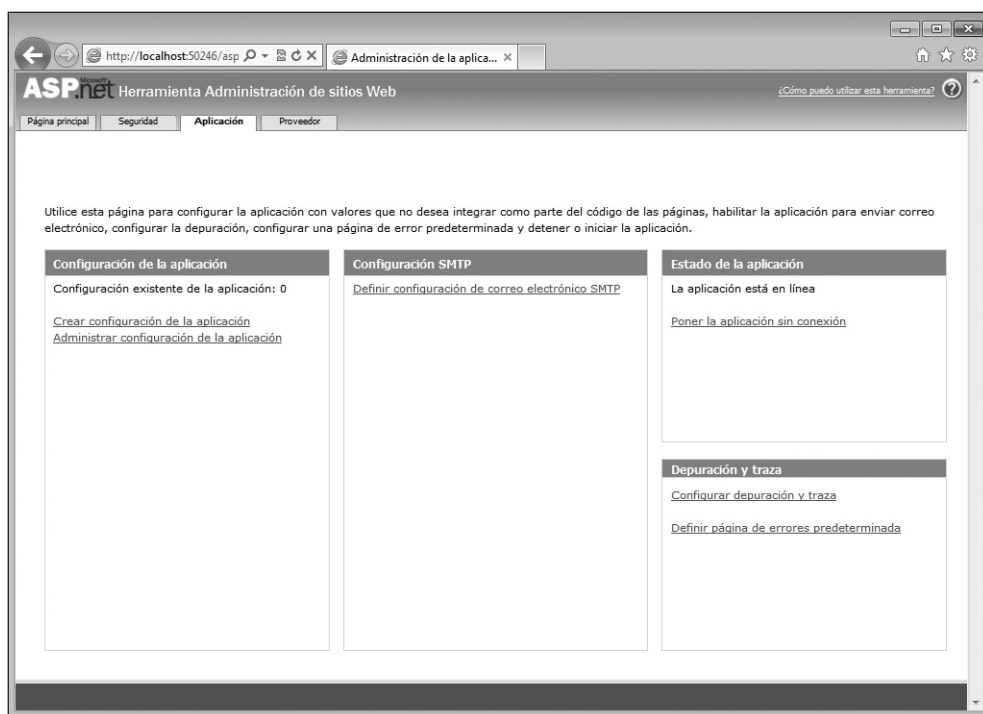 http://localhost:50246/asp
Administración de la aplica...
Microsoft
ASP.net Herramienta Administración de sitios Web
¿Cómo puedo utilizar esta herramienta? ?
Página principal Seguridad Aplicación Proveedor
Utilice esta página para configurar la aplicación con valores que no desea integrar como parte del código de las páginas, habilitar la aplicación para enviar correo
electrónico, configurar la depuración, configurar una página de error predeterminada y detener o iniciar la aplicación.
Configuración de la aplicación
Configuración existente de la aplicación: 0
Crear configuración de la aplicación
Administrar configuración de la aplicación
Configuración SMTP
Definir configuración de correo electrónico SMTP
Estado de la aplicación
La aplicación está en línea
Poner la aplicación sin conexión
Depuración y traza
Configurar depuración y traza
Definir página de errores predeterminada